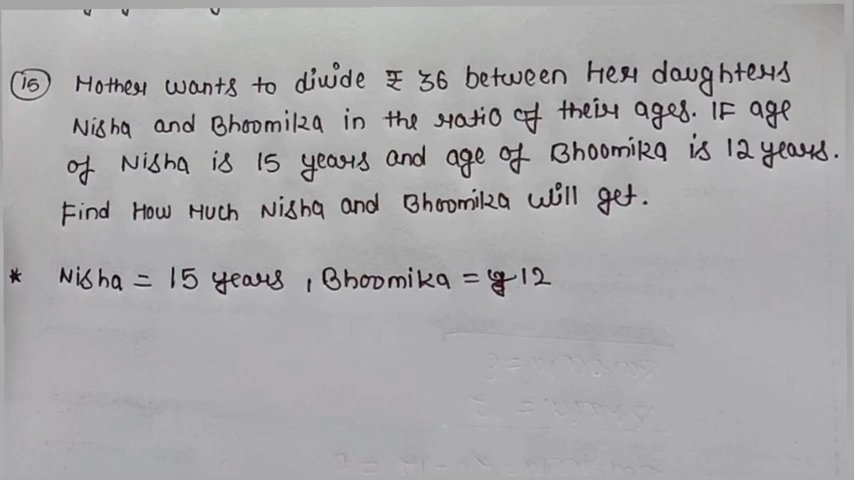 15 Mother wants to divide ₹ 36 between Her daughters
Nisha and Bhoomika in the ratio of their ages. IF age
of Nisha is 15 years and age of Bhoomika is 12 years.
Find How Much Nisha and Bhoomika will get.
* Nisha = 15 years , Bhoomika = 12